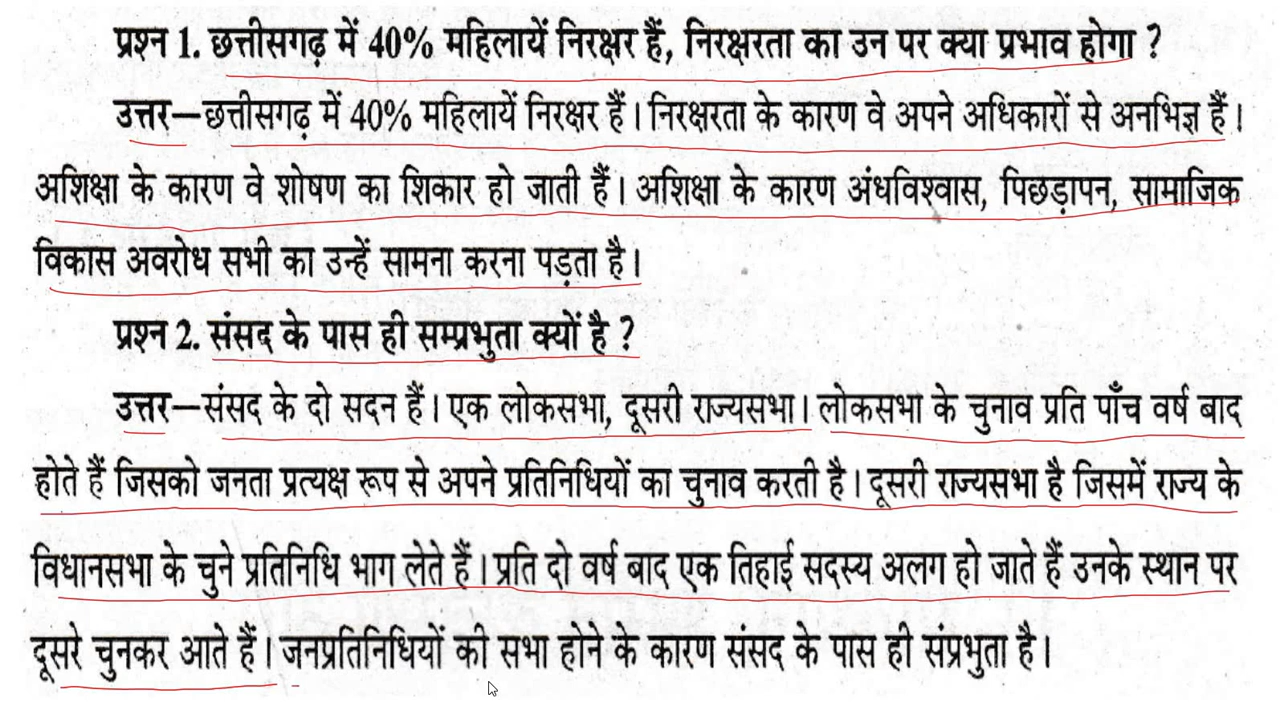 प्रश्न 1. छत्तीसगढ़ में 40% महिलायें निरक्षर हैं, निरक्षरता का उन पर क्या प्रभाव होगा ?
उत्तर—छत्तीसगढ़ में 40% महिलायें निरक्षर हैं। निरक्षरता के कारण वे अपने अधिकारों से अनभिज्ञ हैं।
अशिक्षा के कारण वे शोषण का शिकार हो जाती हैं। अशिक्षा के कारण अंधविश्वास, पिछड़ापन, सामाजिक
विकास अवरोध सभी का उन्हें सामना करना पड़ता है।
प्रश्न 2. संसद के पास ही सम्प्रभुता क्यों है ?
उत्तर—संसद के दो सदन हैं। एक लोकसभा, दूसरी राज्यसभा। लोकसभा के चुनाव प्रति पाँच वर्ष बाद
होते हैं जिसको जनता प्रत्यक्ष रूप से अपने प्रतिनिधियों का चुनाव करती है। दूसरी राज्यसभा है जिसमें राज्य के
विधानसभा के चुने प्रतिनिधि भाग लेते हैं। प्रति दो वर्ष बाद एक तिहाई सदस्य अलग हो जाते हैं उनके स्थान पर
दूसरे चुनकर आते हैं। जनप्रतिनिधियों की सभा होने के कारण संसद के पास ही संप्रभुता है।